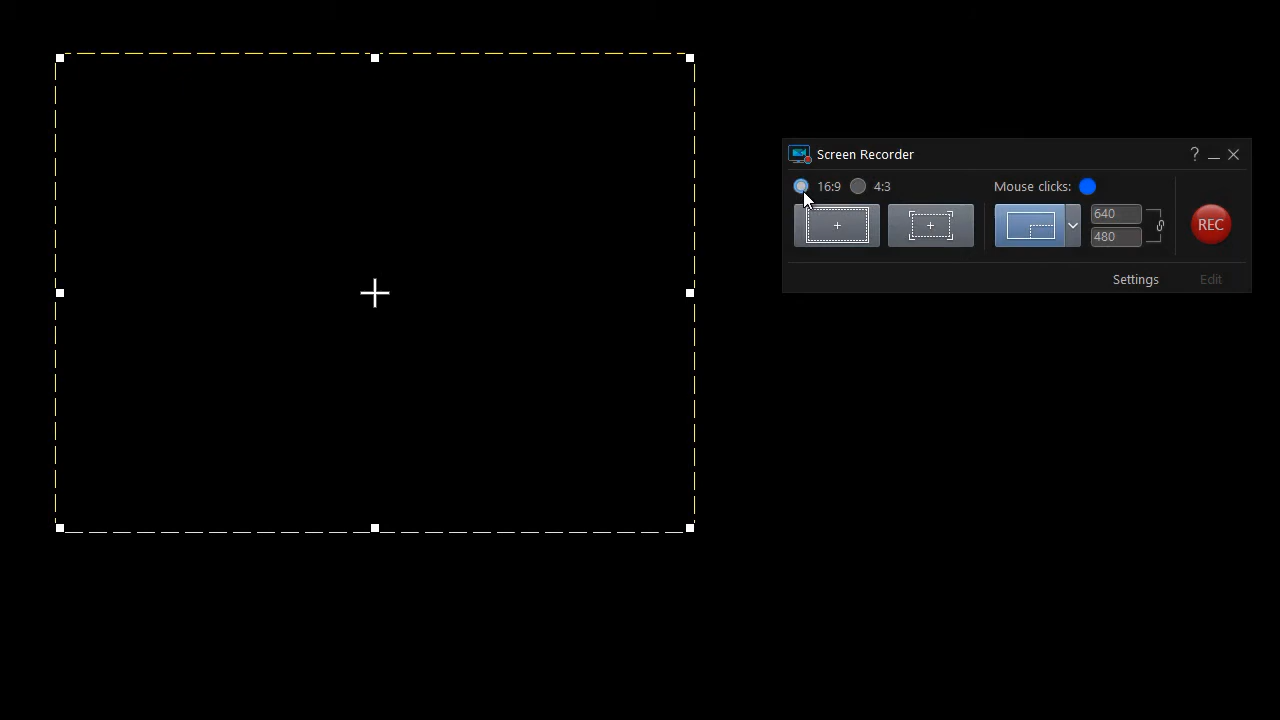 Screen Recorder
16:9
4:3
Mouse clicks:
640
480
REC
Settings
Edit